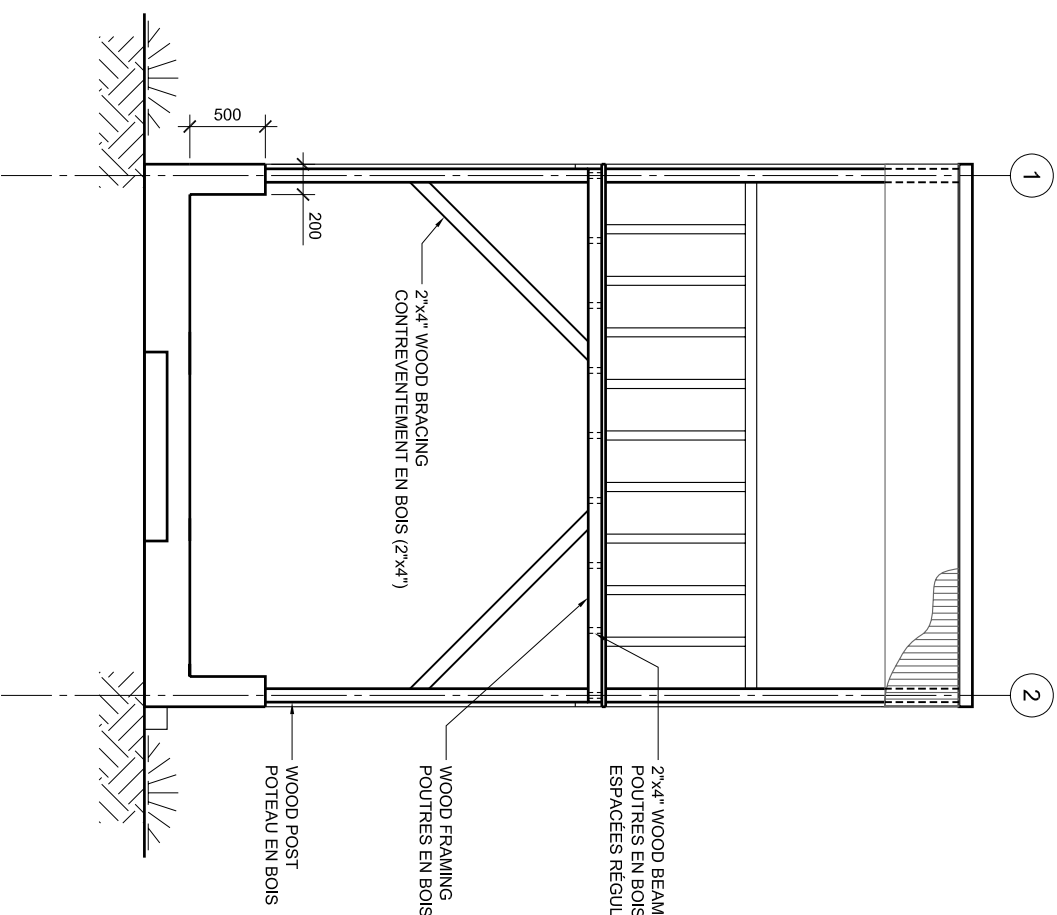 1
2
500
200
2"x4" WOOD BRACING
CONTREVENTEMENT EN BOIS (2"x4")
2"x4" WOOD BEAM
POUTRES EN BOIS
ESPACÉES RÉGUL
WOOD FRAMING
POUTRES EN BOIS
WOOD POST
POTEAU EN BOIS